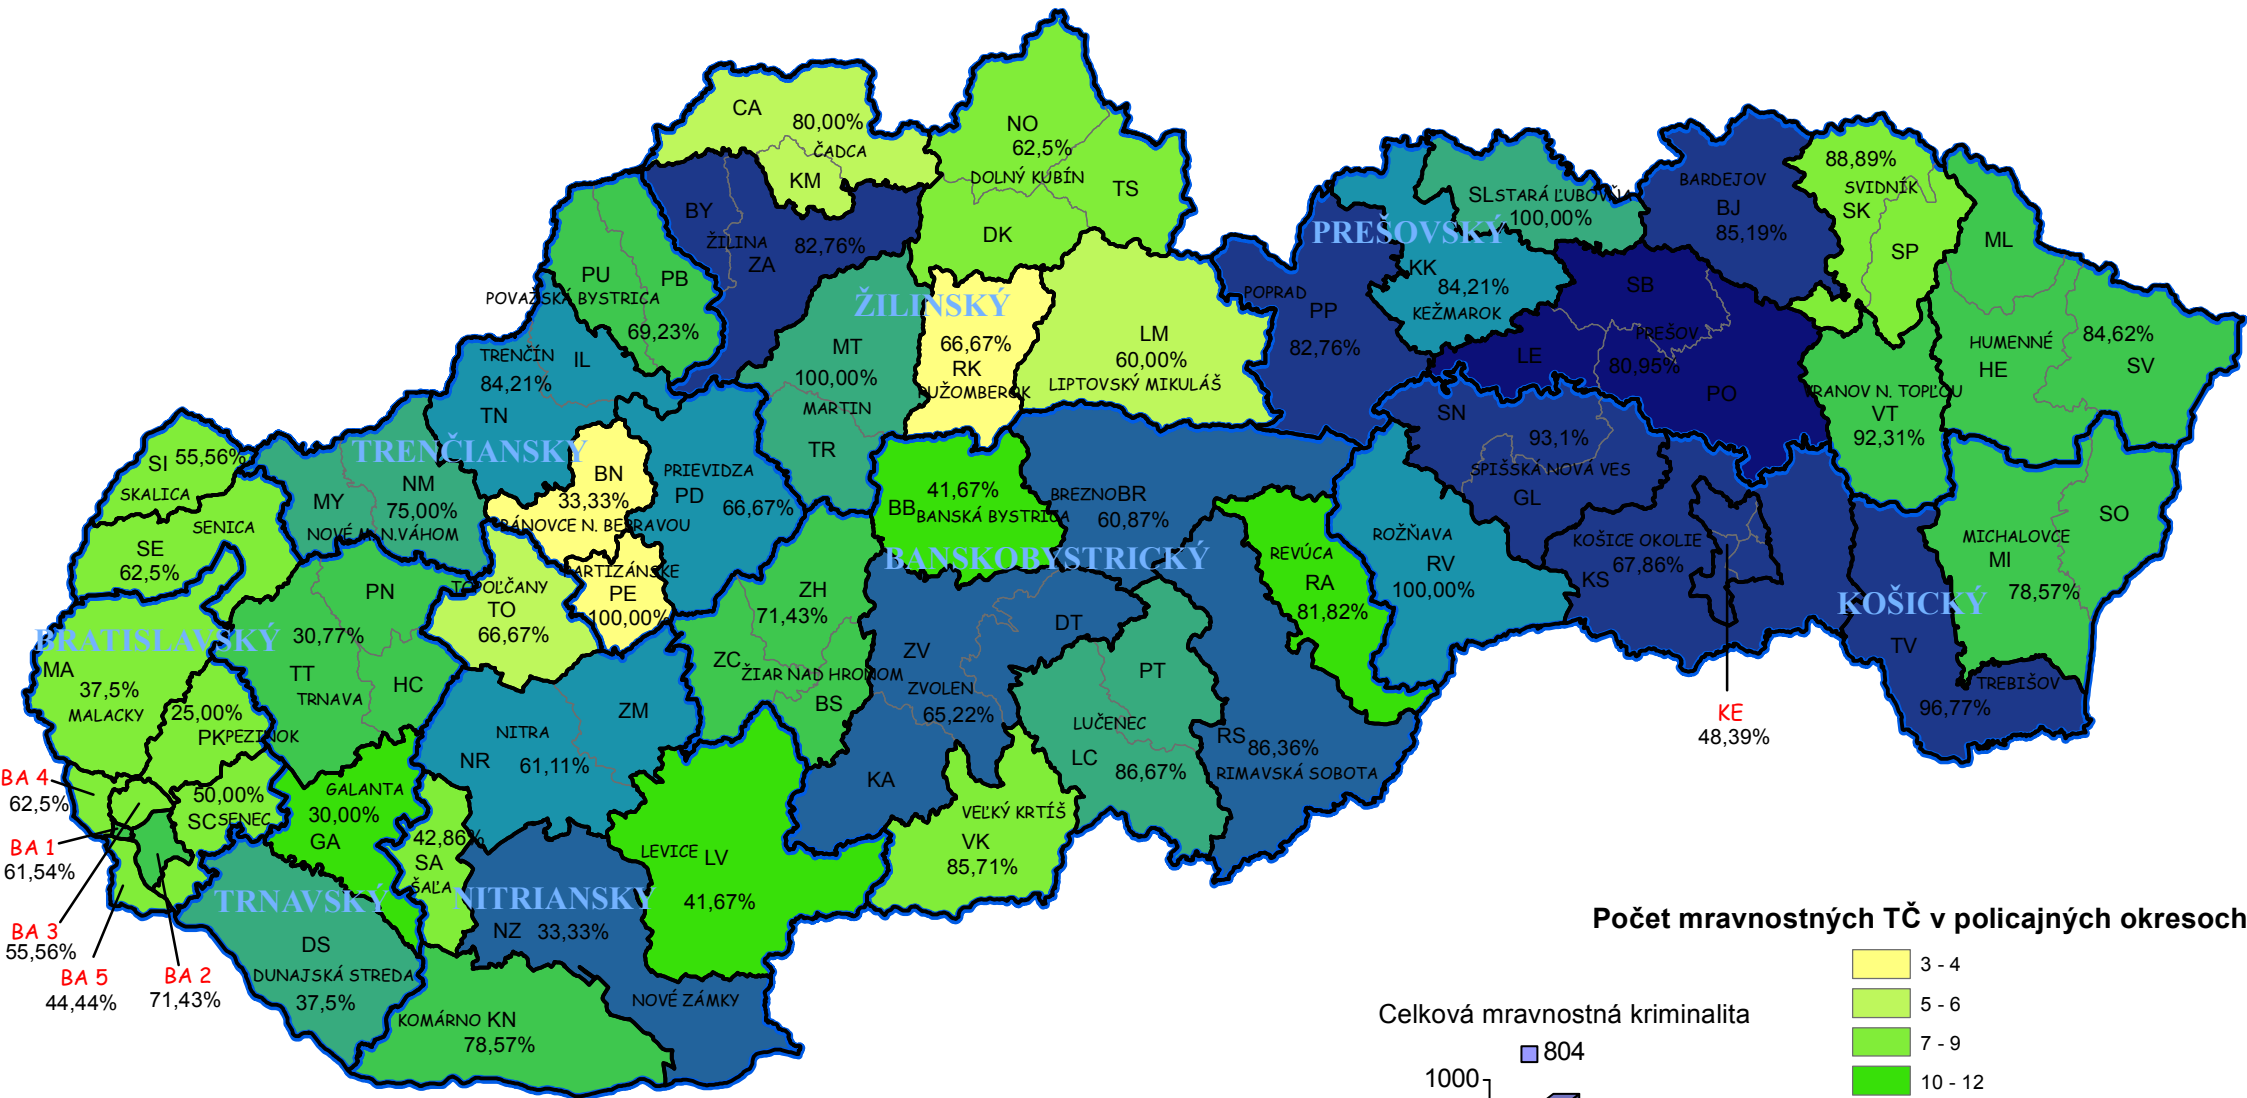 CA
80,00%
ČADCA
KM
NO
62,5%
DOLNÝ KUBÍN
TS
DK
BY
ŽILINA
82,76%
ZA
PU
PB
POVAŽSKÁ BYSTRICA
69,23%
ŽILINSKÝ
MT
100,00%
MARTIN
TR
66,67%
RK
RUŽOMBEROK
LM
60,00%
LIPTOVSKÝ MIKULÁŠ
PREŠOVSKÝ
SL STARÁ ĽUBOVŇA
100,00%
BARDEJOV
BJ
85,19%
88,89%
SVIDNÍK
SK
SP
ML
POPRAD
PP
82,76%
KK
84,21%
KEŽMAROK
SB
PREŠOV
LE
80,95%
PO
HUMENNÉ
84,62%
HE
SV
VRANOV N. TOPĽOU
VT
92,31%
TRENČÍN
IL
84,21%
TN
TRENČIANSKY
SI 55,56%
SKALICA
SENICA
SE
62,5%
MY
NM
75,00%
NOVÉ M. N.VÁHOM
BN
33,33%
BÁNOVCE N. BEBRAVOU
PRIEVIDZA
PD
66,67%
PARTIZÁNSKE
PE
100,00%
TOPOĽČANY
TO
66,67%
BB
41,67%
BANSKÁ BYSTRICA
BREZNO BR
60,87%
BANSKOBYSTRICKÝ
REVÚCA
RA
81,82%
ROŽŇAVA
RV
100,00%
SN
93,1%
SPIŠSKÁ NOVÁ VES
GL
KOŠICE OKOLIE
KS
67,86%
KE
48,39%
KOŠICKÝ
MICHALOVCE
MI
78,57%
SO
TV
TREBIŠOV
96,77%
BRATISLAVSKÝ
MA
37,5%
MALACKY
25,00%
PK PEZINOK
PN
30,77%
TT
TRNAVA
HC
ZH
71,43%
ZC
ŽIAR NAD HRONOM
BS
ZV
DT
ZVOLEN
65,22%
KA
PT
LUČENEC
LC
86,67%
RS
86,36%
RIMAVSKÁ SOBOTA
VEĽKÝ KRTÍŠ
VK
85,71%
ZM
NITRA
NR
61,11%
BA 4
62,5%
BA 1
61,54%
BA 3
55,56%
BA 5
44,44%
BA 2
71,43%
50,00%
SC SENEC
GALANTA
30,00%
GA
42,86%
SA
ŠAĽA
LEVICE LV
41,67%
TRNAVSKÝ
NITRIANSKÝ
NZ 33,33%
NOVÉ ZÁMKY
DS
DUNAJSKÁ STREDA
37,5%
KOMÁRNO KN
78,57%
Počet mravnostných TČ v policajných okresoch
3 - 4
5 - 6
7 - 9
10 - 12
Celková mravnostná kriminalita
804
1000